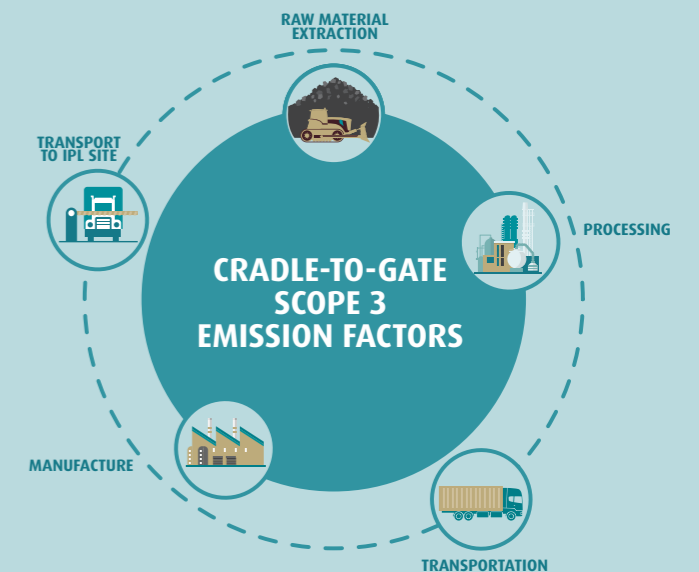 RAW MATERIAL
EXTRACTION
TRANSPORT
TO IPL SITE
PROCESSING
CRADLE-TO-GATE
SCOPE 3
EMISSION FACTORS
MANUFACTURE
TRANSPORTATION